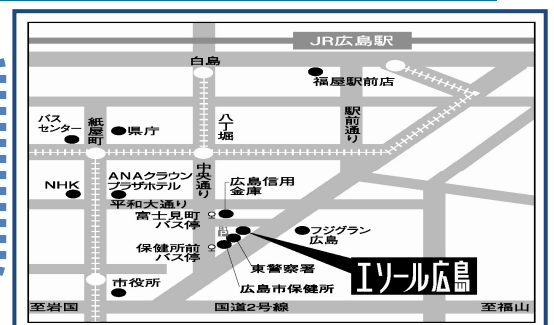 JR広島駅
白島
福屋駅前店
バス
センター
紙屋町
県庁
八丁堀
駅前通り
NHK
ANAクラウン
プラザホテル
中央通り
広島信用
金庫
平和大通り
富士見町
バス停
フジグラン
広島
保健所前
バス停
東警察署
エソール広島
市役所
広島市保健所
至岩国
国道2号線
至福山